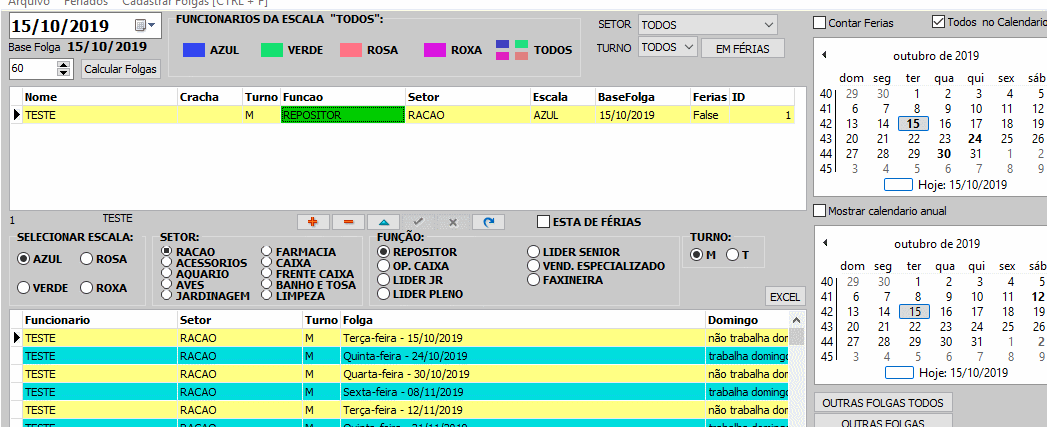 Arquivo Feriados Cadastrar Folgas [CTRL + F]
15/10/2019
Base Folga 15/10/2019
60 Calcular Folgas
FUNCIONARIOS DA ESCALA "TODOS":
AZUL VERDE ROSA ROXA TODOS
SETOR TODOS
TURNO TODOS EM FÉRIAS
Contar Ferias Todos no Calendario
outubro de 2019
dom seg ter qua qui sex sáb
40 29 30 1 2 3 4 5
41 6 7 8 9 10 11 12
42 13 14 15 16 17 18 19
43 20 21 22 23 24 25 26
44 27 28 29 30 31 1 2
45 3 4 5 6 7 8 9
Hoje: 15/10/2019
Nome Cracha Turno Funcao Setor Escala BaseFolga Ferias ID
TESTE M REPOSITOR RACAO AZUL 15/10/2019 False 1
1 TESTE
ESTA DE FÉRIAS
Mostrar calendario anual
SELECIONAR ESCALA:
AZUL ROSA
VERDE ROXA
SETOR:
RACAO FARMACIA
ACESSORIOS CAIXA
AQUARIO FRENTE CAIXA
AVES BANHO E TOSA
JARDINAGEM LIMPEZA
FUNÇÃO:
REPOSITOR LIDER SENIOR
OP. CAIXA VEND. ESPECIALIZADO
LIDER JR FAXINEIRA
LIDER PLENO
TURNO:
M T
EXCEL
outubro de 2019
dom seg ter qua qui sex sáb
40 29 30 1 2 3 4 5
41 6 7 8 9 10 11 12
42 13 14 15 16 17 18 19
43 20 21 22 23 24 25 26
44 27 28 29 30 31 1 2
45 3 4 5 6 7 8 9
Hoje: 15/10/2019
Funcionario Setor Turno Folga Domingo
TESTE RACAO M Terça-feira - 15/10/2019 não trabalha dor
TESTE RACAO M Quinta-feira - 24/10/2019 trabalha domingo
TESTE RACAO M Quarta-feira - 30/10/2019 não trabalha dor
TESTE RACAO M Sexta-feira - 08/11/2019 trabalha domingo
TESTE RACAO M Terça-feira - 12/11/2019 não trabalha dor
TESTE RACAO M Quinta-feira - 21/11/2019 trabalha domingo
OUTRAS FOLGAS TODOS
OUTRAS FOLGAS